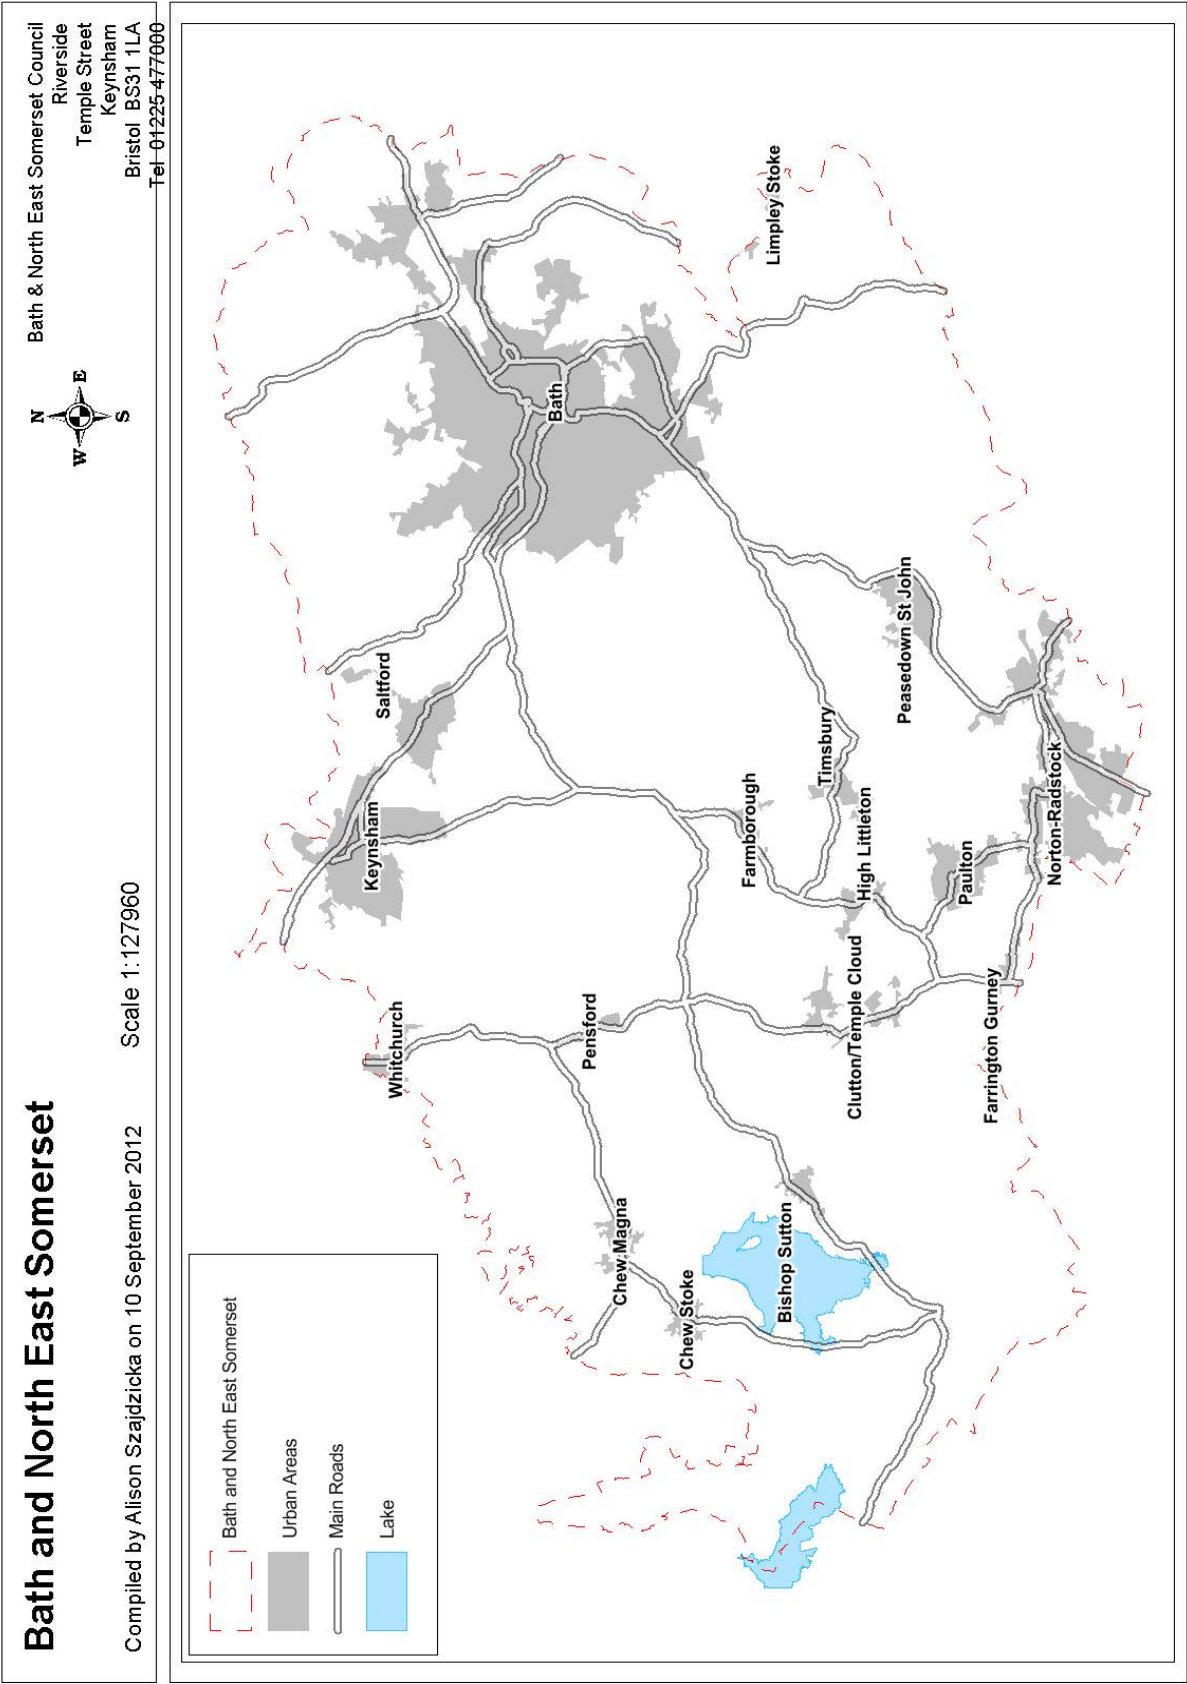 Bath and North East Somerset
Compiled by Alison Szajdzicka on 10 September 2012
Scale 1:127960
N
W
E
S
Bath & North East Somerset Council
Riverside
Temple Street
Keynsham
Bristol BS31 1LA
Tel 01225 477000
Bath and North East Somerset
Urban Areas
Main Roads
Lake
Whitchurch
Keynsham
Saltford
Bath
Pensford
Chew Magna
Chew Stoke
Bishop Sutton
Farmborough
Timsbury
Limpley Stoke
Clutton/Temple Cloud
High Littleton
Peasedown St John
Paulton
Farrington Gurney
Norton-Radstock